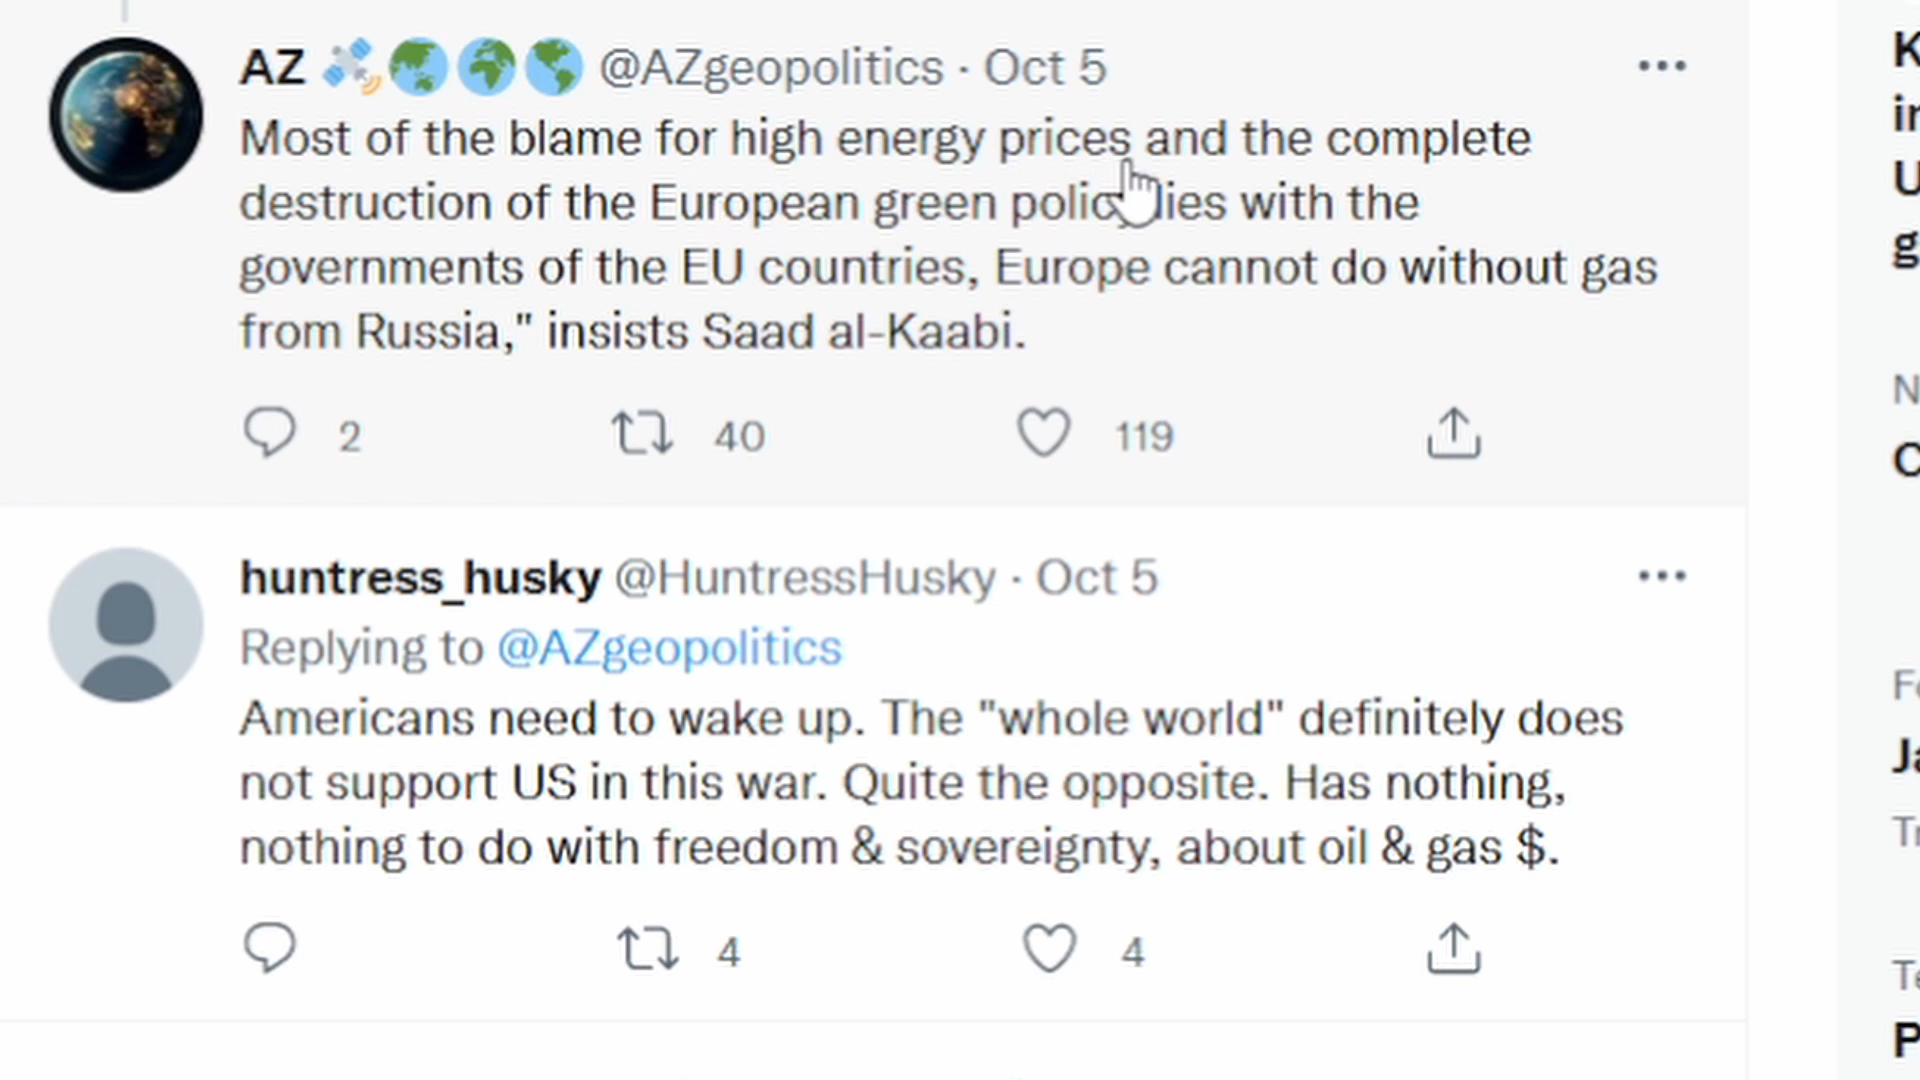 AZ @AZgeopolitics · Oct 5
Most of the blame for high energy prices and the complete
destruction of the European green policy lies with the
governments of the EU countries, Europe cannot do without gas
from Russia," insists Saad al-Kaabi.
2 40 119
huntress_husky @HuntressHusky · Oct 5
Replying to @AZgeopolitics
Americans need to wake up. The "whole world" definitely does
not support US in this war. Quite the opposite. Has nothing,
nothing to do with freedom & sovereignty, about oil & gas $.
4 4